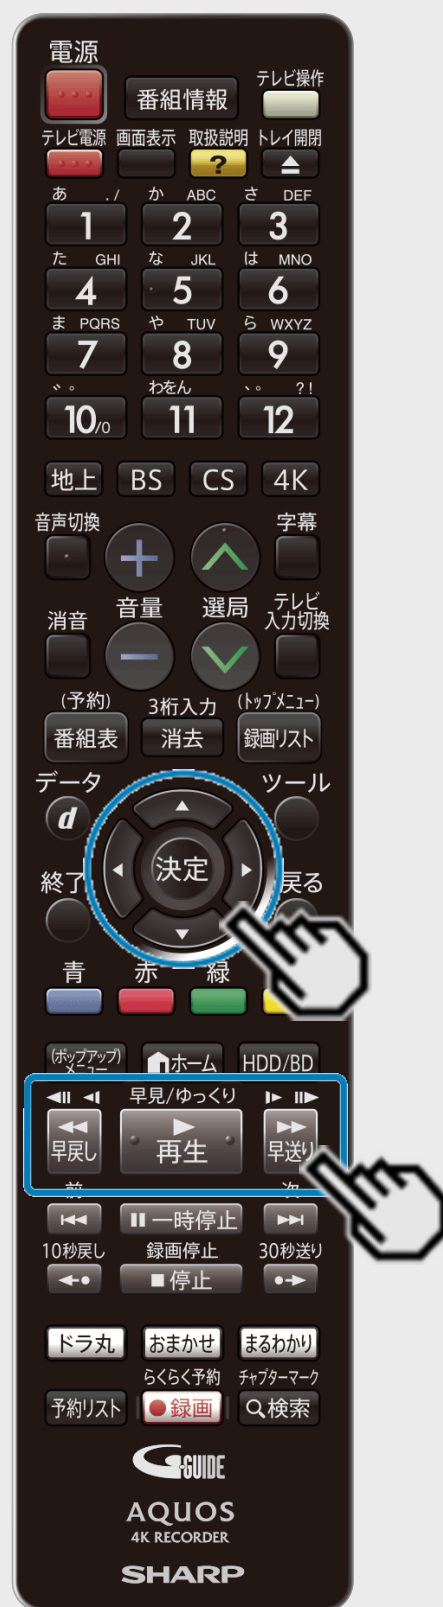 電源
番組情報
テレビ操作
テレビ電源 画面表示 取扱説明 トレイ開閉
?
あ ./ か ABC さ DEF
1 2 3
た GHI な JKL は MNO
4 5 6
ま PQRS や TUV ら WXYZ
7 8 9
゛゜ わをん 、。 ?!
10/0 11 12
地上 BS CS 4K
音声切換 字幕
消音 音量 選局 テレビ
入力切換
(予約) 3桁入力 (トップメニュー)
番組表 消去 録画リスト
データ ツール
d
決定
終了 戻る
青 赤 緑
(ポップアップ)
メニュー ホーム HDD/BD
早見/ゆっくり
早戻し 再生 早送り
前 次
一時停止
10秒戻し 録画停止 30秒送り
停止
ドラ丸 おまかせ まるわかり
らくらく予約 チャプターマーク
予約リスト 録画 検索
G-GUIDE
AQUOS
4K RECORDER
SHARP